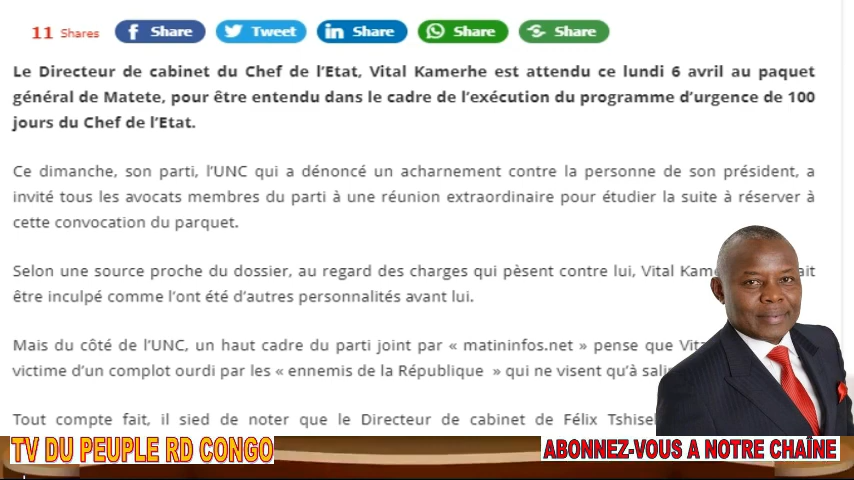 11 Shares
Share
Tweet
Share
Share
Share
Le Directeur de cabinet du Chef de l'Etat, Vital Kamerhe est attendu ce lundi 6 avril au paquet
général de Matete, pour être entendu dans le cadre de l'exécution du programme d'urgence de 100
jours du Chef de l'Etat.
Ce dimanche, son parti, l'UNC qui a dénoncé un acharnement contre la personne de son président, a
invité tous les avocats membres du parti à une réunion extraordinaire pour étudier la suite à réserver à
cette convocation du parquet.
Selon une source proche du dossier, au regard des charges qui pèsent contre lui, Vital
être inculpé comme l'ont été d'autres personnalités avant lui.
Mais du côté de l'UNC, un haut cadre du parti joint par « matininfos.net » pense que
victime d'un complot ourdi par les « ennemis de la République » qui ne visent qu'à
Tout compte fait, il sied de noter que le Directeur de cabinet de Félix
TV DU PEUPLE RD CONGO
ABONNEZ-VOUS A NOTRE CHAÎNE